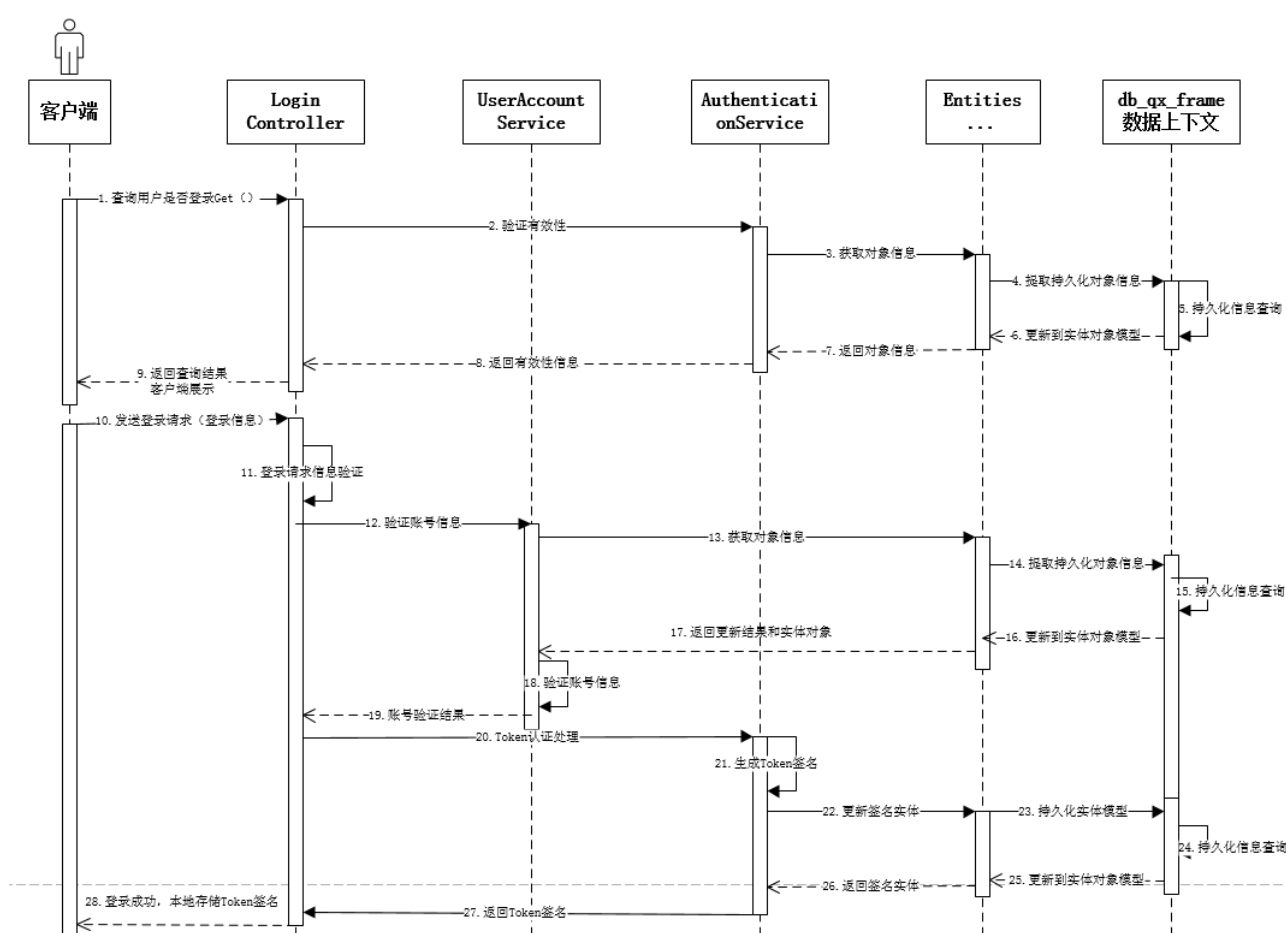 客户端
Login
Controller
UserAccount
Service
Authenticati
onService
Entities
...
db_qx_frame
数据上下文
1.查询用户是否登录Get（）
2.验证有效性
3.获取对象信息
4.提取持久化对象信息
5.持久化信息查询
6.更新到实体对象模型
7.返回对象信息
8.返回有效性信息
9.返回查询结果
客户端展示
10.发送登录请求（登录信息）
11.登录请求信息验证
12.验证账号信息
13.获取对象信息
14.提取持久化对象信息
15.持久化信息查询
16.更新到实体对象模型
17.返回更新结果和实体对象
18.验证账号信息
19.账号验证结果
20.Token认证处理
21.生成Token签名
22.更新签名实体
23.持久化实体模型
24.持久化信息查询
25.更新到实体对象模型
26.返回签名实体
27.返回Token签名
28.登录成功，本地存储Token签名